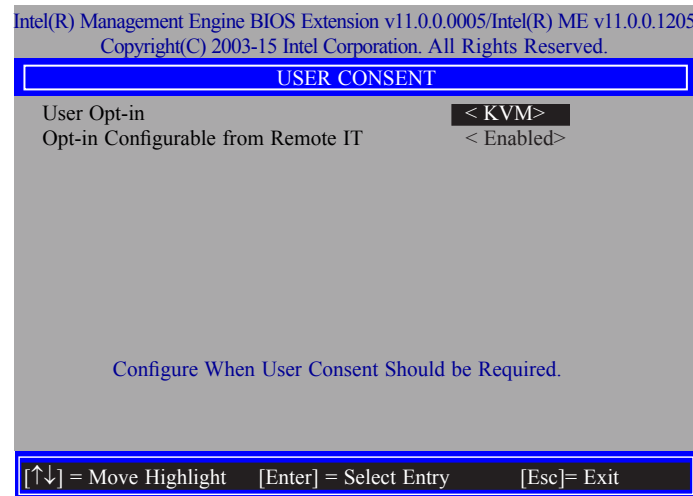 Intel(R) Management Engine BIOS Extension v11.0.0.0005/Intel(R) ME v11.0.0.1205
Copyright(C) 2003-15 Intel Corporation. All Rights Reserved.
USER CONSENT
User Opt-in < KVM>
Opt-in Configurable from Remote IT < Enabled>
Configure When User Consent Should be Required.
[↑↓] = Move Highlight [Enter] = Select Entry [Esc]= Exit